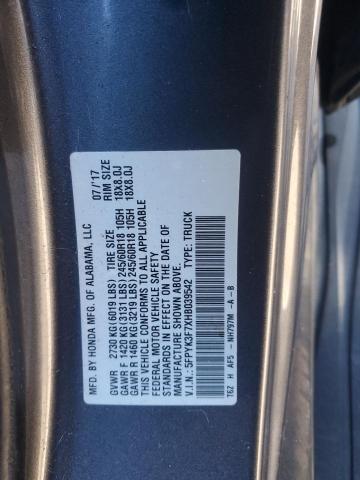 MFD. BY HONDA MFG. OF ALABAMA, LLC 07/'17
GVWR 2730 KG(6019 LBS) TIRE SIZE RIM SIZE
GAWR F 1420 KG(3131 LBS) 245/60R18 105H 18X8.0J
GAWR R 1460 KG(3219 LBS) 245/60R18 105H 18X8.0J
THIS VEHICLE CONFORMS TO ALL APPLICABLE
FEDERAL MOTOR VEHICLE SAFETY
STANDARDS IN EFFECT ON THE DATE OF
MANUFACTURE SHOWN ABOVE.
V.I.N.: 5FPYK3F7XHB039542 TYPE: TRUCK
T6Z H AF5 - NH797M -A -B